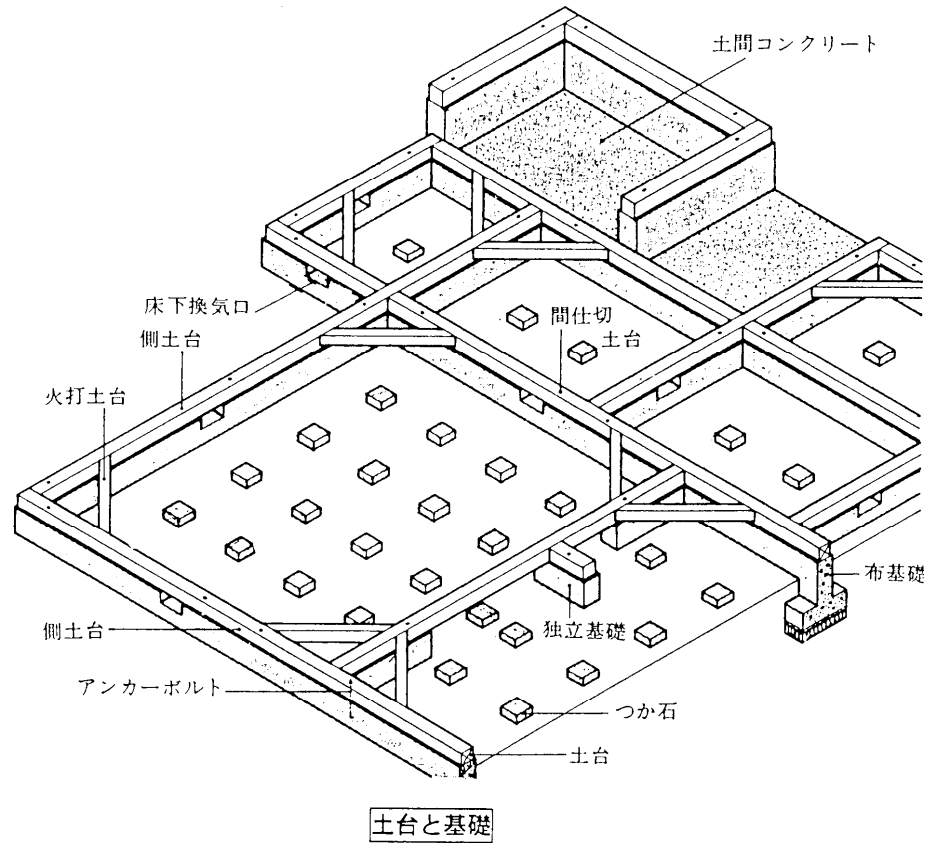 土間コンクリート
床下換気口
側土台
間仕切
土台
火打土台
布基礎
側土台
独立基礎
アンカーボルト
つか石
土台
土台と基礎